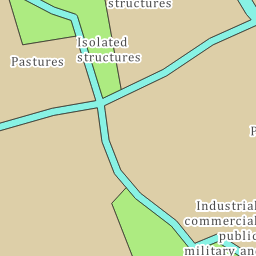 structures
Isolated
structures
Pastures
Industrial
commercial
public
military and